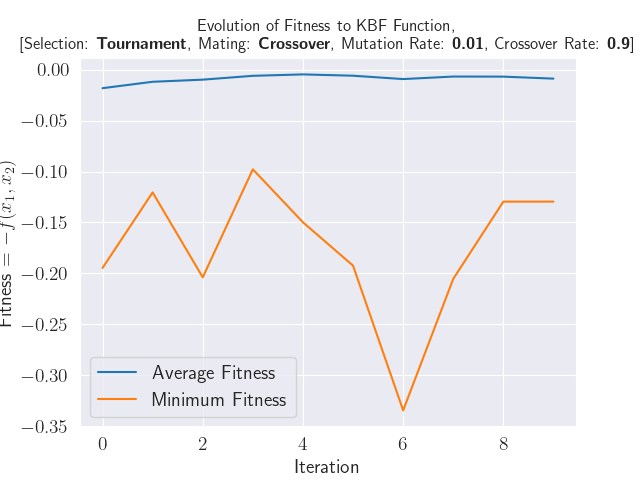 Evolution of Fitness to KBF Function,
[Selection: Tournament, Mating: Crossover, Mutation Rate: 0.01, Crossover Rate: 0.9]
0.00
−0.05
−0.10
−0.15
−0.20
−0.25
−0.30
−0.35
Fitness = −f(x₁, x₂)
Average Fitness
Minimum Fitness
0 2 4 6 8
Iteration